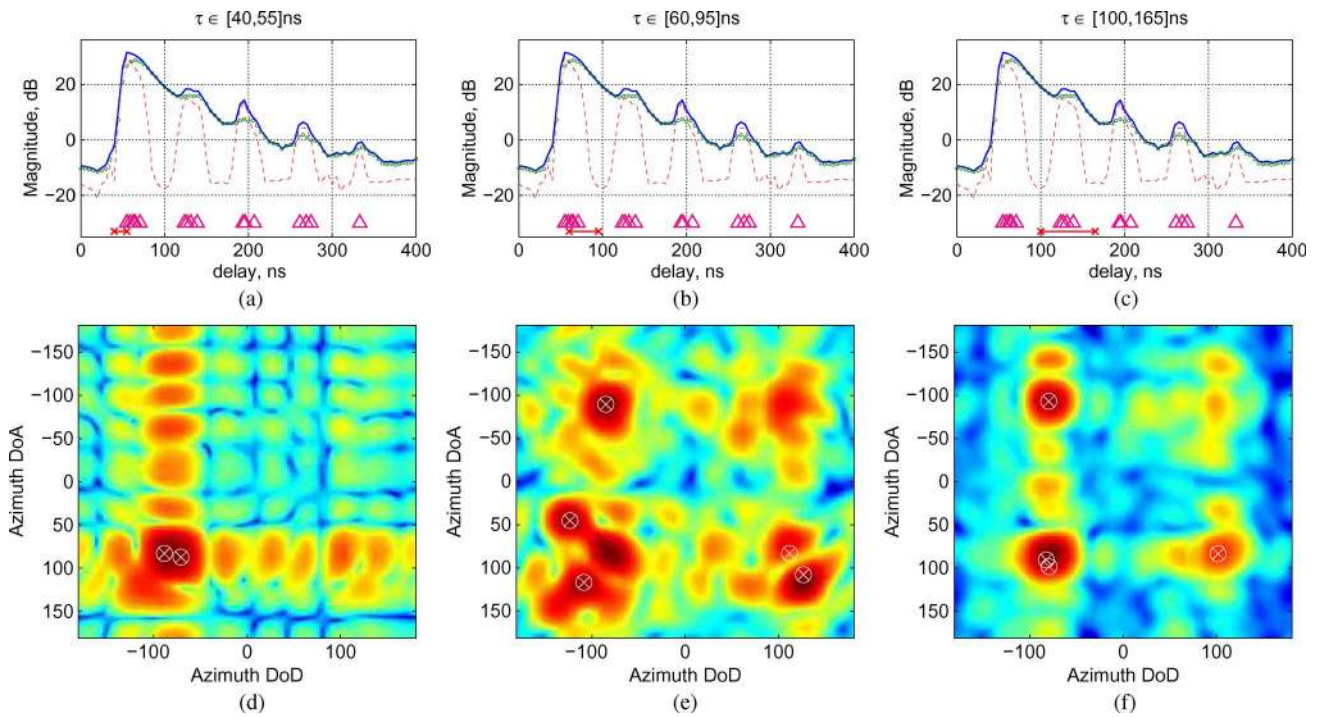 τ ∈ [40,55]ns
τ ∈ [60,95]ns
τ ∈ [100,165]ns
Magnitude, dB
20
0
−20
0
100
200
300
400
delay, ns
(a)
Magnitude, dB
20
0
−20
0
100
200
300
400
delay, ns
(b)
Magnitude, dB
20
0
−20
0
100
200
300
400
delay, ns
(c)
Azimuth DoA
−150
−100
−50
0
50
100
150
−100
0
100
Azimuth DoD
(d)
Azimuth DoA
−150
−100
−50
0
50
100
150
−100
0
100
Azimuth DoD
(e)
Azimuth DoA
−150
−100
−50
0
50
100
150
−100
0
100
Azimuth DoD
(f)